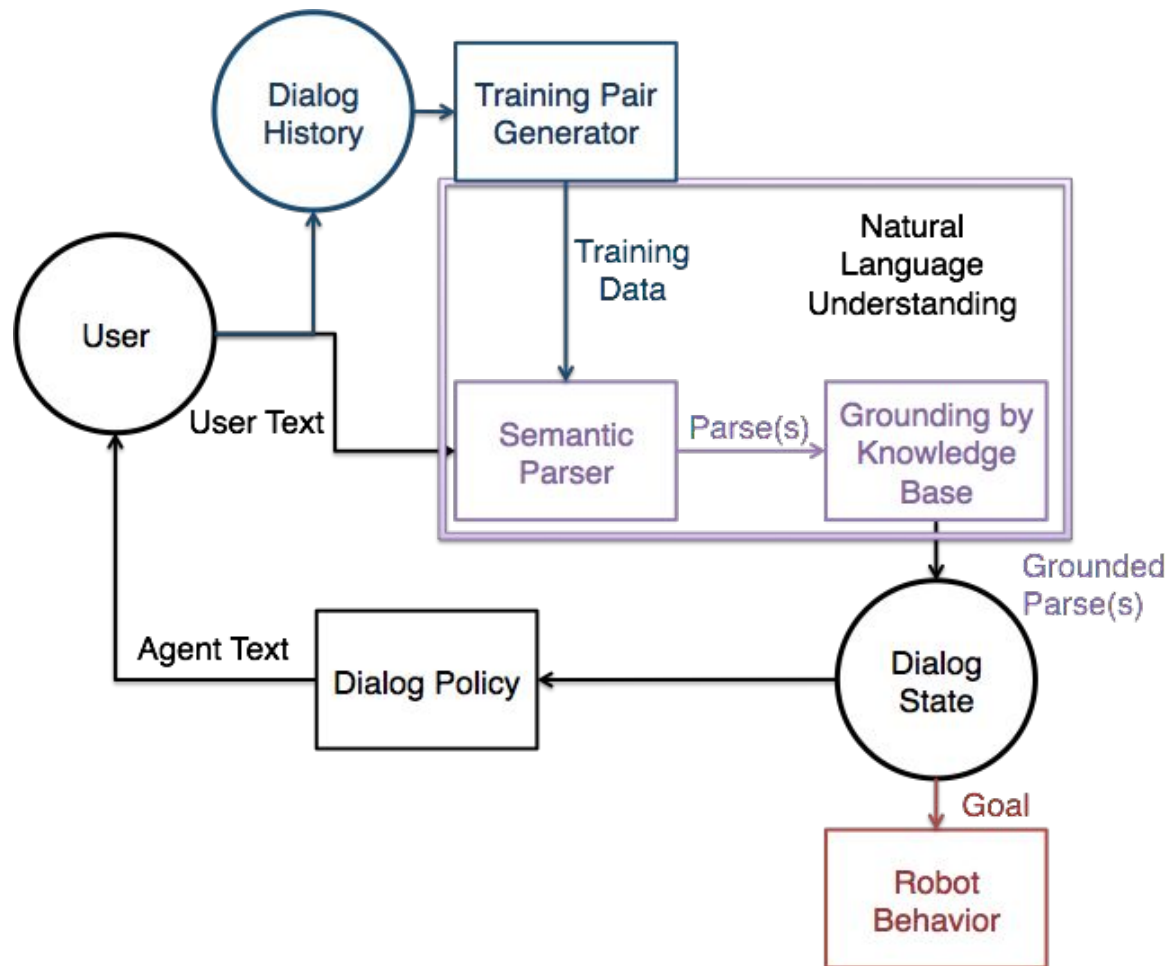 Dialog
History
Training Pair
Generator
Training
Data
Natural
Language
Understanding
User
User Text
Semantic
Parser
Parse(s)
Grounding by
Knowledge
Base
Grounded
Parse(s)
Agent Text
Dialog Policy
Dialog
State
Goal
Robot
Behavior